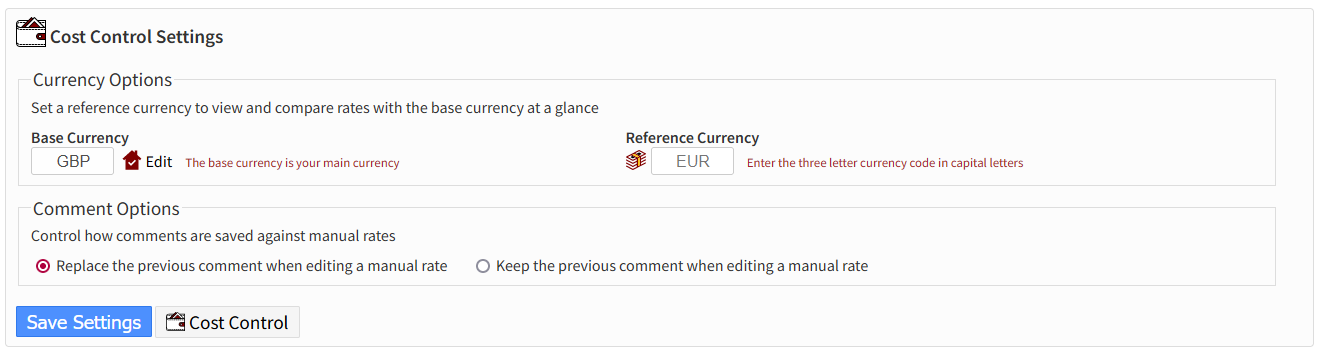 Cost Control Settings
Currency Options
Set a reference currency to view and compare rates with the base currency at a glance
Base Currency
GBP Edit The base currency is your main currency
Reference Currency
EUR Enter the three letter currency code in capital letters
Comment Options
Control how comments are saved against manual rates
Replace the previous comment when editing a manual rate Keep the previous comment when editing a manual rate
Save Settings Cost Control